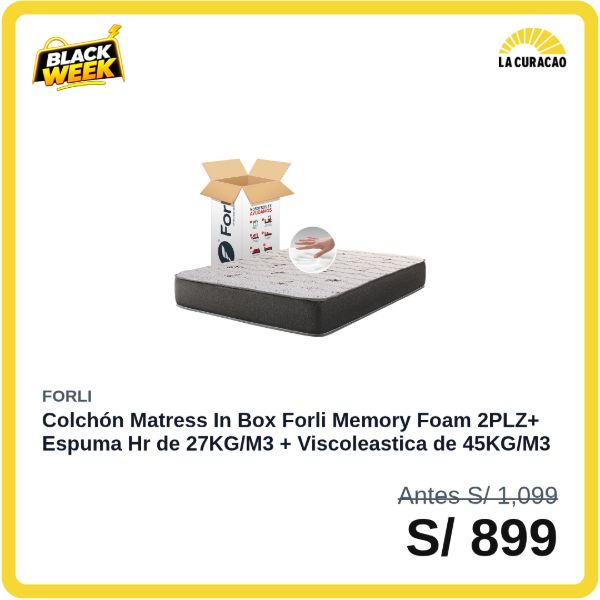 BLACK
WEEK
LA CURACAO
Forli
FORLI
Colchón Matress In Box Forli Memory Foam 2PLZ+
Espuma Hr de 27KG/M3 + Viscoleastica de 45KG/M3
Antes S/ 1,099
S/ 899